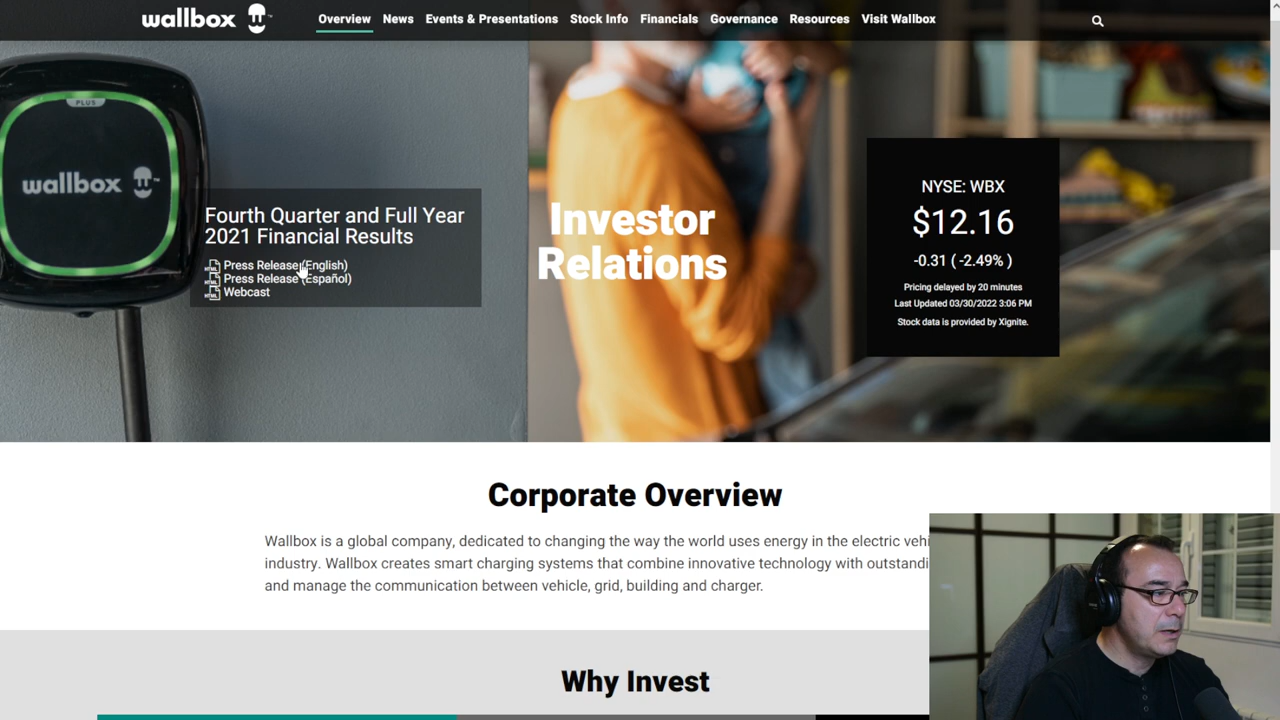 wallbox
Overview News Events & Presentations Stock Info Financials Governance Resources Visit Wallbox
PLUS
wallbox
Fourth Quarter and Full Year
2021 Financial Results
Press Release (English)
Press Release (Español)
Webcast
Investor
Relations
NYSE: WBX
$12.16
-0.31 ( -2.49% )
Pricing delayed by 20 minutes
Last Updated 03/30/2022 3:06 PM
Stock data is provided by Xignite.
Corporate Overview
Wallbox is a global company, dedicated to changing the way the world uses energy in the electric vehi
industry. Wallbox creates smart charging systems that combine innovative technology with outstandi
and manage the communication between vehicle, grid, building and charger.
Why Invest